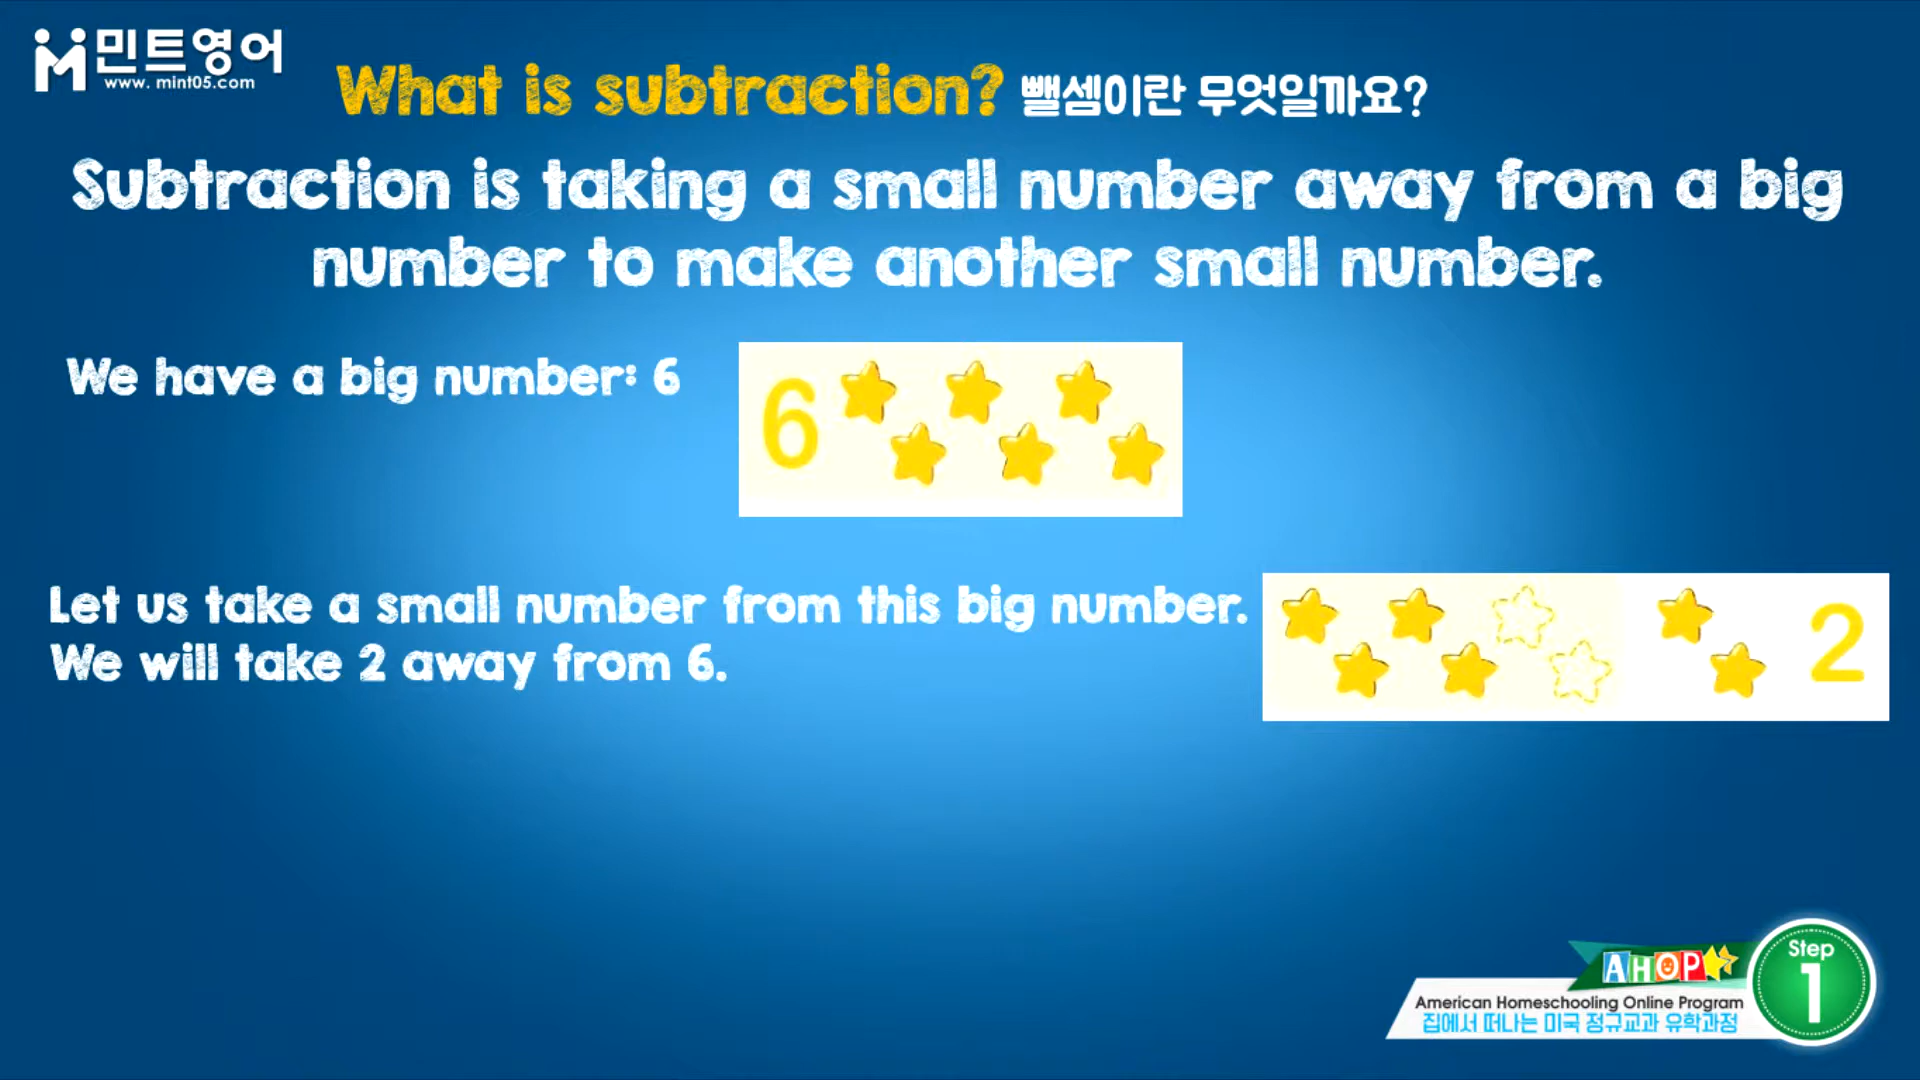 민트영어
www. mint05.com
What is subtraction? 뺄셈이란 무엇일까요?
Subtraction is taking a small number away from a big
number to make another small number.
We have a big number: 6
6
Let us take a small number from this big number.
We will take 2 away from 6.
2
AHOP
Step
1
American Homeschooling Online Program
집에서 떠나는 미국 정규교과 유학과정